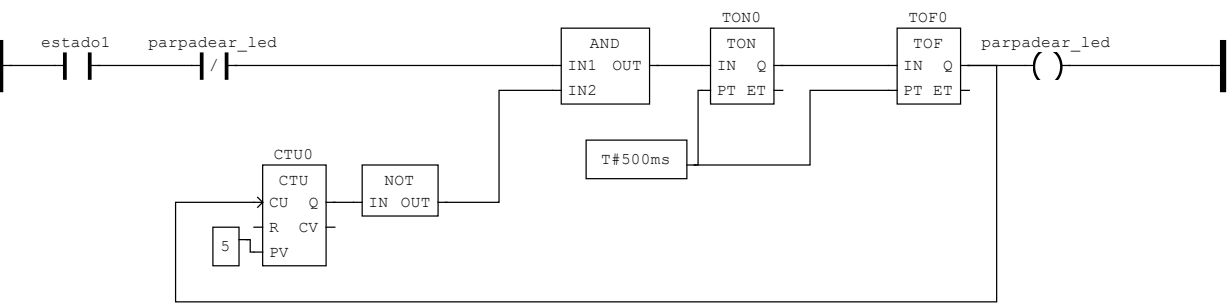 TON0 TOF0
estado1 parpadear_led AND TON TOF parpadear_led
/ IN1 OUT IN Q IN Q ( )
IN2 PT ET PT ET
T#500ms
CTU0
CTU NOT
CU Q IN OUT
R CV
5 PV